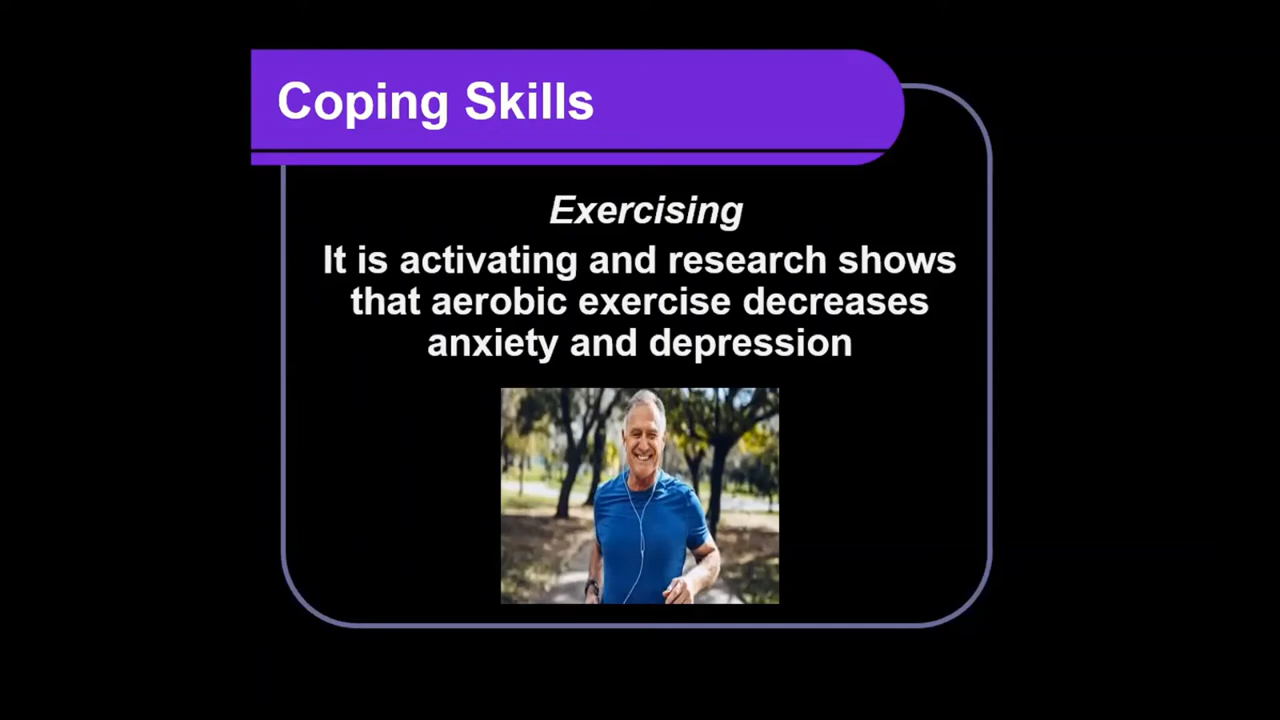 Coping Skills
Exercising
It is activating and research shows
that aerobic exercise decreases
anxiety and depression